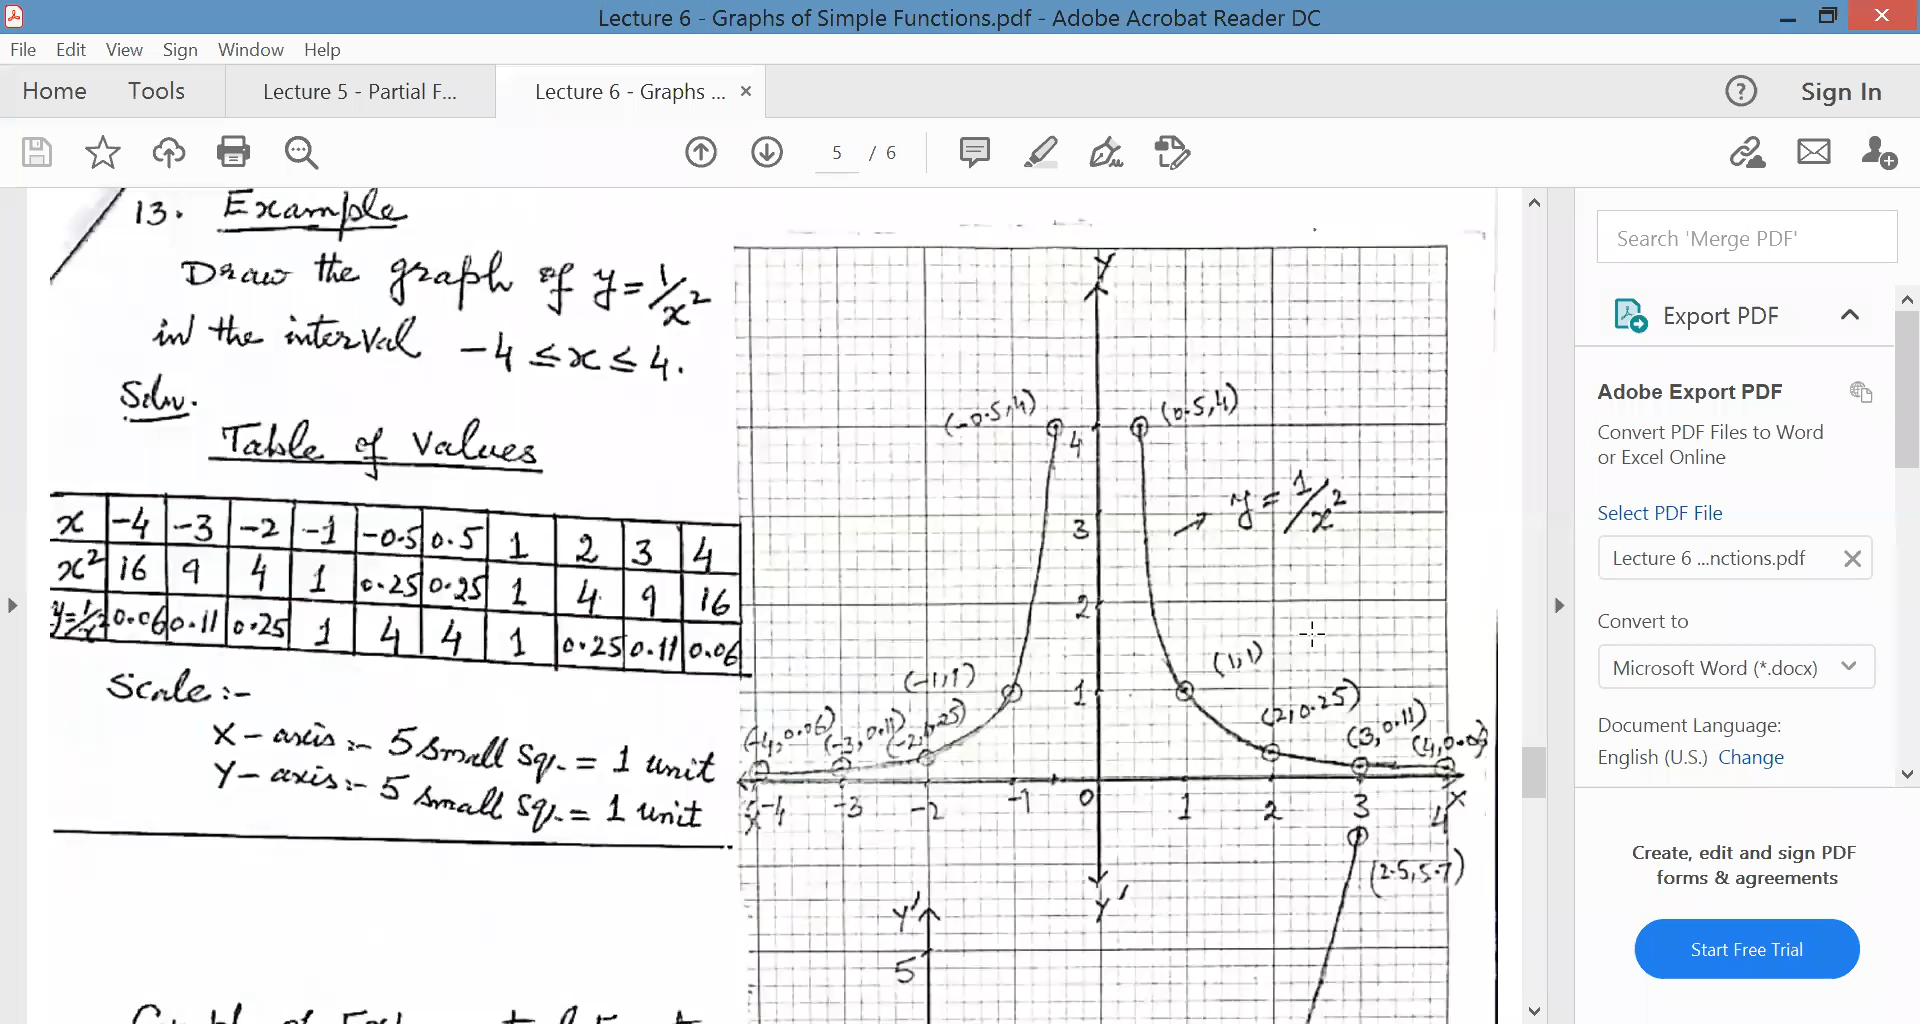 Lecture 6 - Graphs of Simple Functions.pdf - Adobe Acrobat Reader DC
File Edit View Sign Window Help
Home Tools Lecture 5 - Partial F... Lecture 6 - Graphs ... × Sign In
5 / 6
13. Example
Draw the graph of y = 1/x²
in the interval -4 ≤ x ≤ 4.
Soln.
Table of Values
x -4 -3 -2 -1 -0.5 0.5 1 2 3 4
x² 16 9 4 1 0.25 0.25 1 4 9 16
y=1/x² 0.06 0.11 0.25 1 4 4 1 0.25 0.11 0.06
Scale :-
X-axis :- 5 small sq. = 1 unit
Y-axis :- 5 small sq. = 1 unit
Y
(-0.5,4) (0.5,4)
4
y = 1/x²
3
2
(1,1)
(-1,1) 1
(2,0.25)
(-4,0.06) (-3,0.11) (3,0.11)
-4 -3 -2 -1 0 1 2 3 4 X
Y'
(2.5,5.7)
Y'
5
Search 'Merge PDF'
Export PDF
Adobe Export PDF
Convert PDF Files to Word
or Excel Online
Select PDF File
Lecture 6 ...nctions.pdf
Convert to
Microsoft Word (*.docx)
Document Language:
English (U.S.) Change
Create, edit and sign PDF
forms & agreements
Start Free Trial